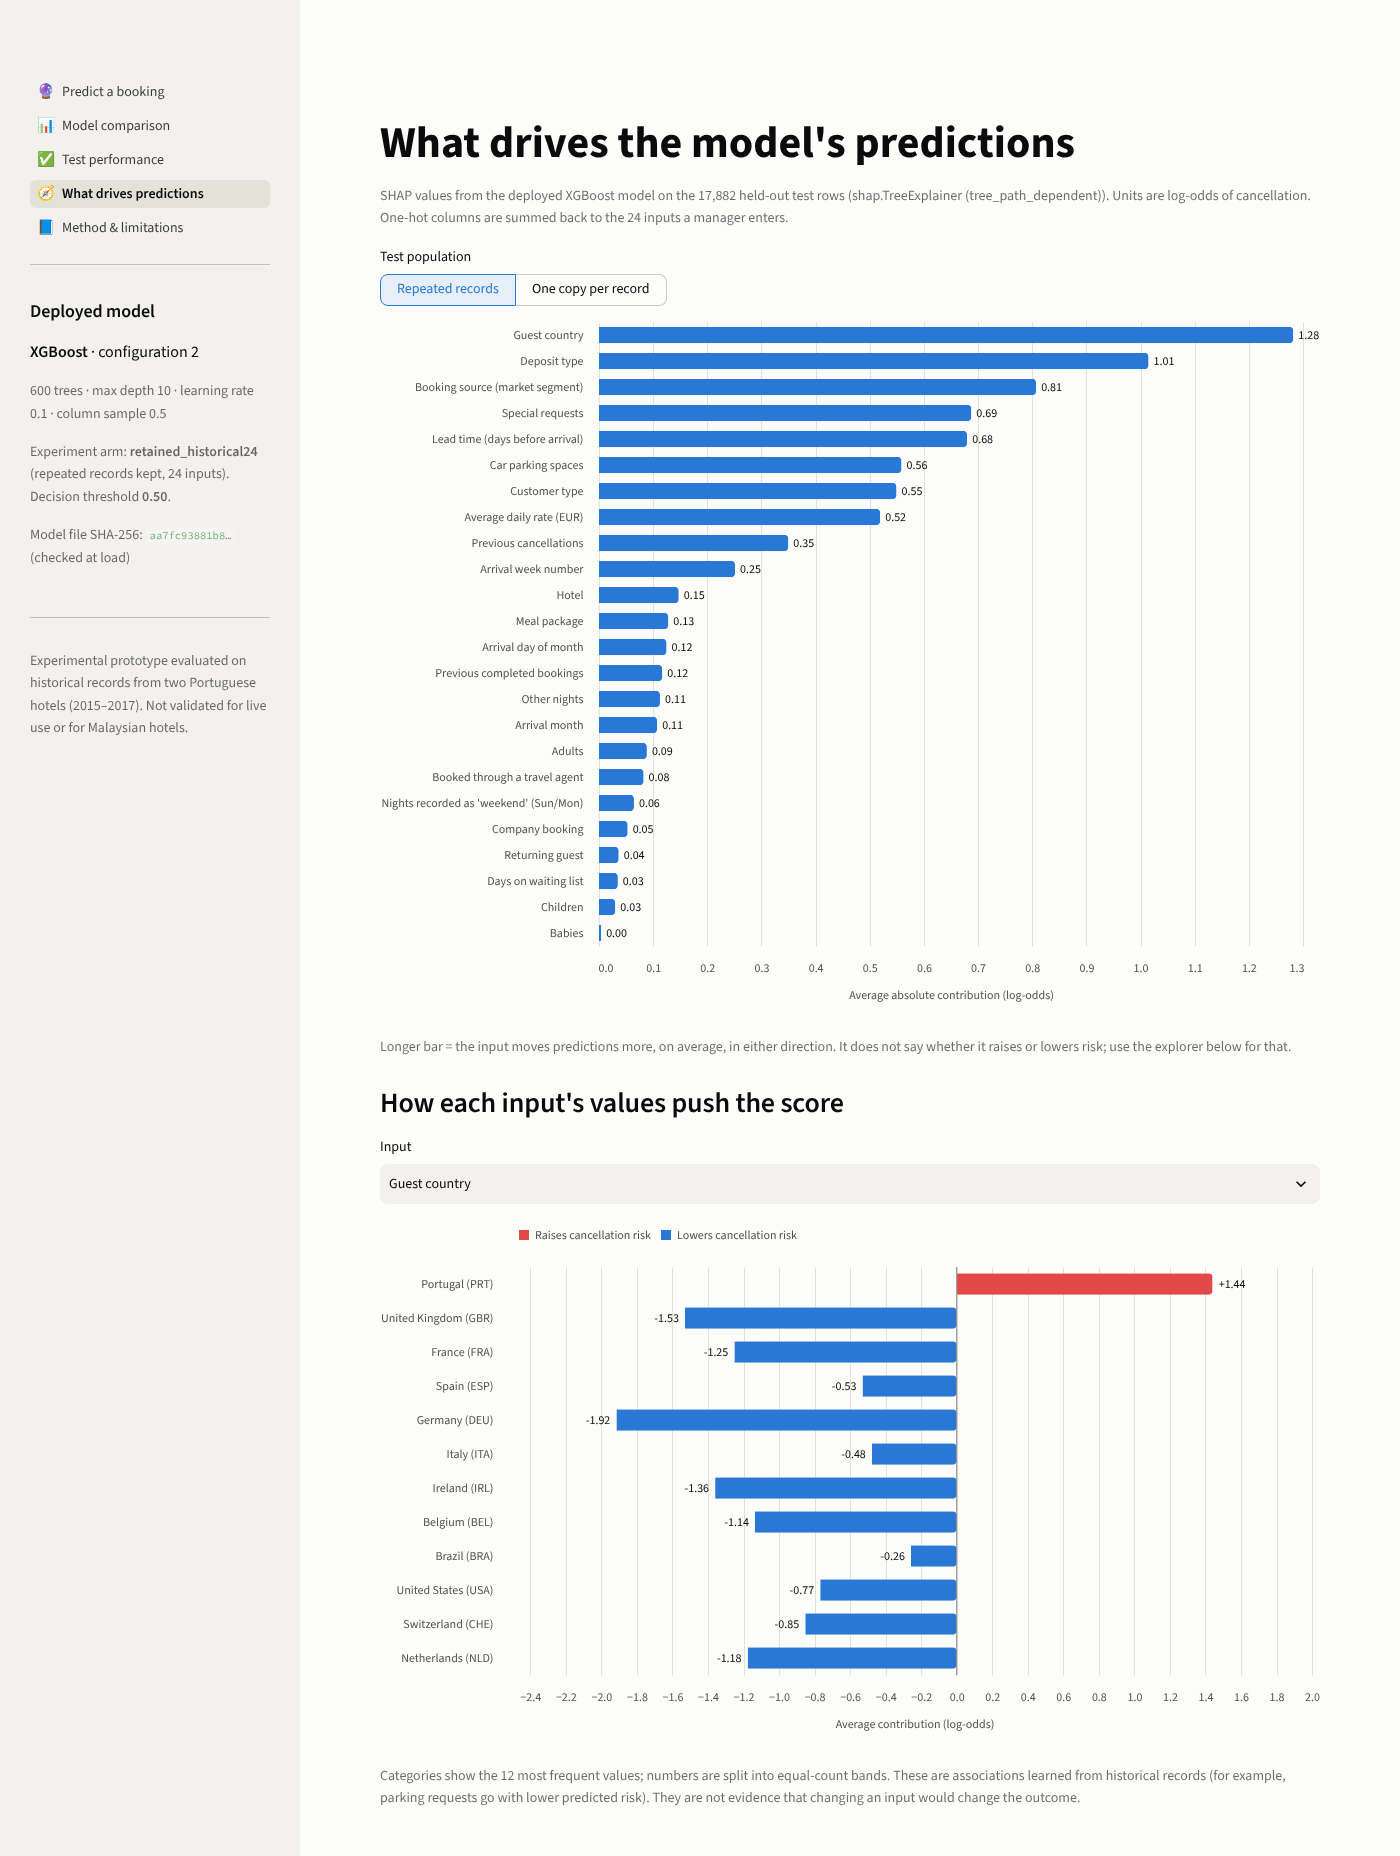 Predict a booking
Model comparison
Test performance
What drives predictions
Method & limitations
Deployed model
XGBoost · configuration 2
600 trees · max depth 10 · learning rate
0.1 · column sample 0.5
Experiment arm: retained_historical24
(repeated records kept, 24 inputs).
Decision threshold 0.50.
Model file SHA-256: aa7fc93881b8…
(checked at load)
Experimental prototype evaluated on
historical records from two Portuguese
hotels (2015–2017). Not validated for live
use or for Malaysian hotels.
What drives the model's predictions
SHAP values from the deployed XGBoost model on the 17,882 held-out test rows (shap.TreeExplainer (tree_path_dependent)). Units are log-odds of cancellation.
One-hot columns are summed back to the 24 inputs a manager enters.
Test population
Repeated records One copy per record
Guest country 1.28
Deposit type 1.01
Booking source (market segment) 0.81
Special requests 0.69
Lead time (days before arrival) 0.68
Car parking spaces 0.56
Customer type 0.55
Average daily rate (EUR) 0.52
Previous cancellations 0.35
Arrival week number 0.25
Hotel 0.15
Meal package 0.13
Arrival day of month 0.12
Previous completed bookings 0.12
Other nights 0.11
Arrival month 0.11
Adults 0.09
Booked through a travel agent 0.08
Nights recorded as 'weekend' (Sun/Mon) 0.06
Company booking 0.05
Returning guest 0.04
Days on waiting list 0.03
Children 0.03
Babies 0.00
0.0 0.1 0.2 0.3 0.4 0.5 0.6 0.7 0.8 0.9 1.0 1.1 1.2 1.3
Average absolute contribution (log-odds)
Longer bar = the input moves predictions more, on average, in either direction. It does not say whether it raises or lowers risk; use the explorer below for that.
How each input's values push the score
Input
Guest country
Raises cancellation risk Lowers cancellation risk
Portugal (PRT) +1.44
United Kingdom (GBR) -1.53
France (FRA) -1.25
Spain (ESP) -0.53
Germany (DEU) -1.92
Italy (ITA) -0.48
Ireland (IRL) -1.36
Belgium (BEL) -1.14
Brazil (BRA) -0.26
United States (USA) -0.77
Switzerland (CHE) -0.85
Netherlands (NLD) -1.18
−2.4 −2.2 −2.0 −1.8 −1.6 −1.4 −1.2 −1.0 −0.8 −0.6 −0.4 −0.2 0.0 0.2 0.4 0.6 0.8 1.0 1.2 1.4 1.6 1.8 2.0
Average contribution (log-odds)
Categories show the 12 most frequent values; numbers are split into equal-count bands. These are associations learned from historical records (for example,
parking requests go with lower predicted risk). They are not evidence that changing an input would change the outcome.